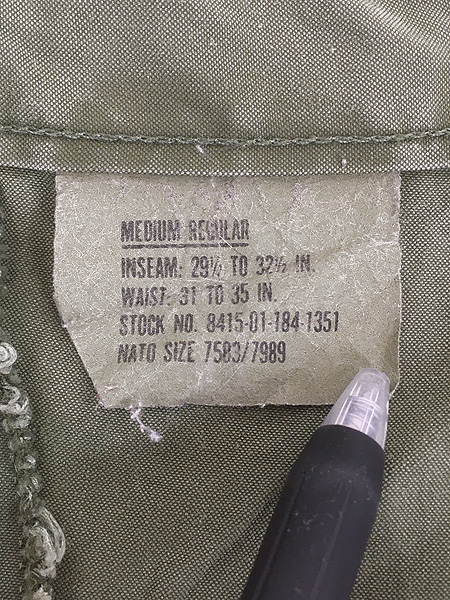 MEDIUM REGULAR
INSEAM: 29½ TO 32½ IN.
WAIST: 31 TO 35 IN.
STOCK NO. 8415-01-184-1351
NATO SIZE 7583/7989